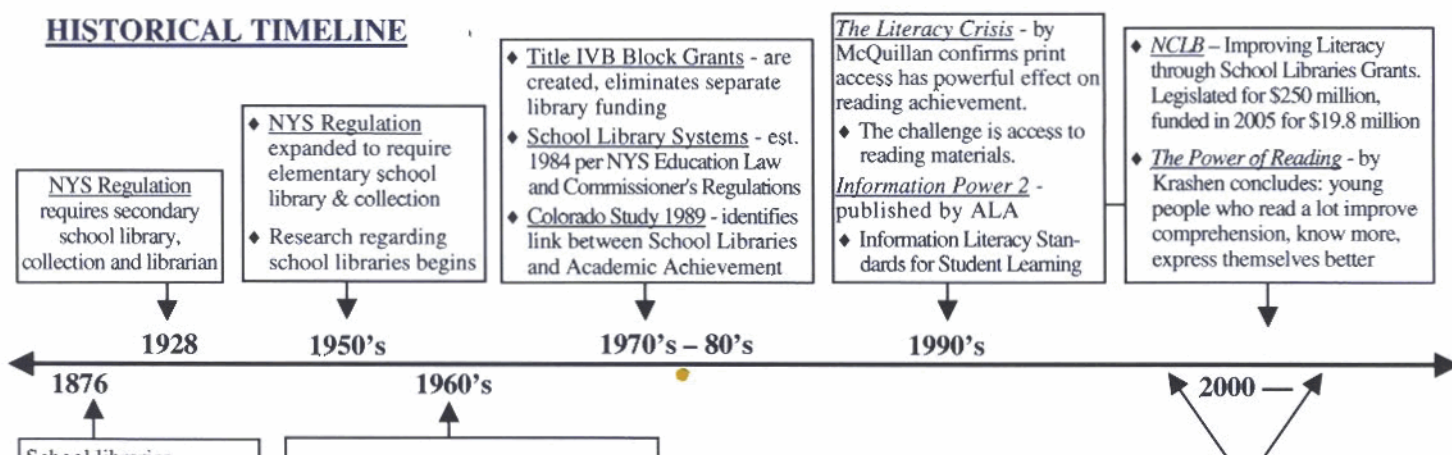 HISTORICAL TIMELINE
NYS Regulation
requires secondary
school library,
collection and librarian
♦ NYS Regulation
expanded to require
elementary school
library & collection
♦ Research regarding
school libraries begins
♦ Title IVB Block Grants - are
created, eliminates separate
library funding
♦ School Library Systems - est.
1984 per NYS Education Law
and Commissioner's Regulations
♦ Colorado Study 1989 - identifies
link between School Libraries
and Academic Achievement
The Literacy Crisis - by
McQuillan confirms print
access has powerful effect on
reading achievement.
♦ The challenge is access to
reading materials.
Information Power 2 -
published by ALA
♦ Information Literacy Stan-
dards for Student Learning
♦ NCLB – Improving Literacy
through School Libraries Grants.
Legislated for $250 million,
funded in 2005 for $19.8 million
♦ The Power of Reading - by
Krashen concludes: young
people who read a lot improve
comprehension, know more,
express themselves better
1928
1950's
1970's – 80's
1990's
1876
1960's
2000 —
School libraries